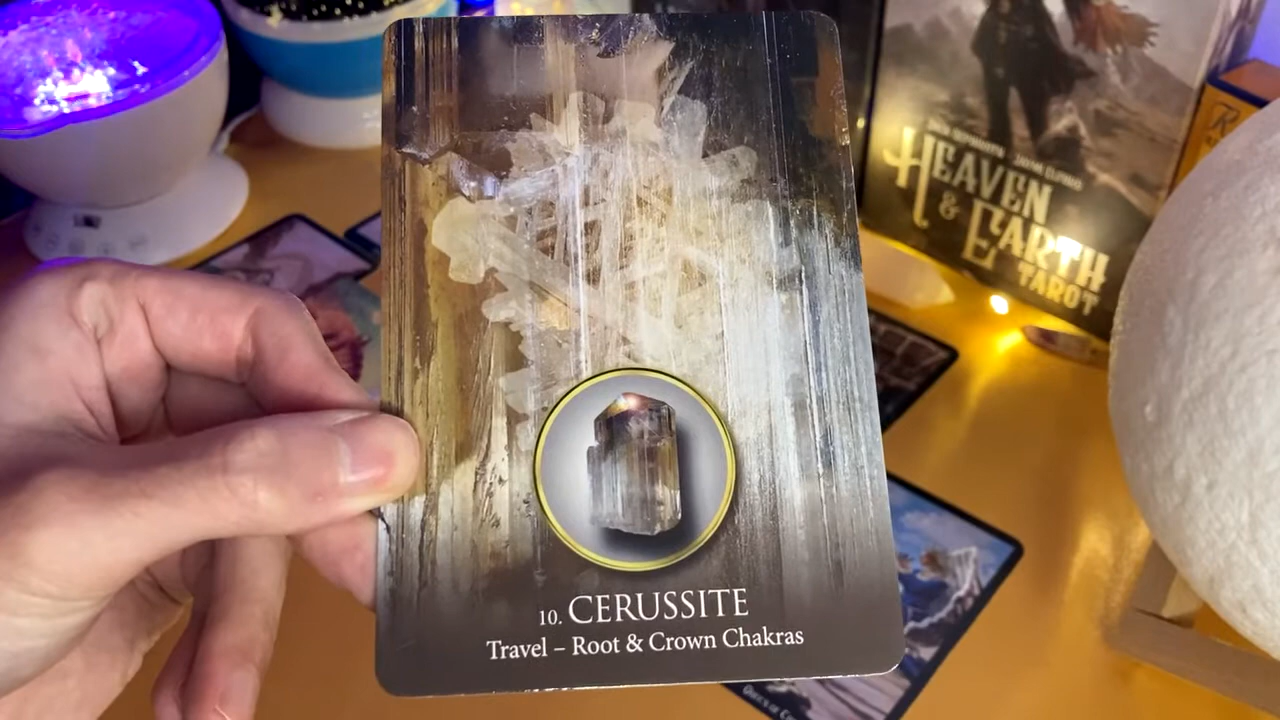 HEAVEN
& EARTH
TAROT
10. CERUSSITE
Travel – Root & Crown Chakras